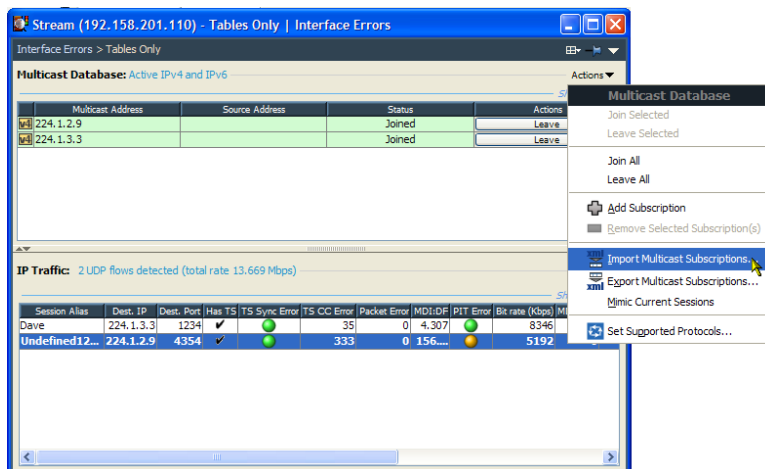 Stream (192.158.201.110) - Tables Only | Interface Errors
Interface Errors > Tables Only
Multicast Database: Active IPv4 and IPv6
Actions
Multicast Address Source Address Status Actions
v4 224.1.2.9 Joined Leave
v4 224.1.3.3 Joined Leave
Multicast Database
Join Selected
Leave Selected
Join All
Leave All
Add Subscription
Remove Selected Subscription(s)
xml Import Multicast Subscriptions...
xml Export Multicast Subscriptions...
Mimic Current Sessions
Set Supported Protocols...
IP Traffic: 2 UDP flows detected (total rate 13.669 Mbps)
Session Alias Dest. IP Dest. Port Has TS TS Sync Error TS CC Error Packet Error MDI:DF PIT Error Bit rate (Kbps)
Dave 224.1.3.3 1234 35 0 4.307 8346
Undefined12... 224.1.2.9 4354 333 0 156.... 5192